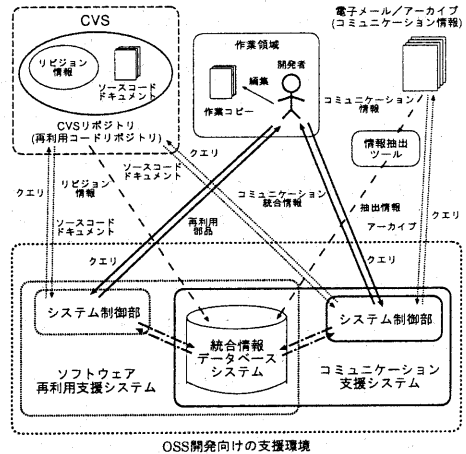 CVS
リビジョン
情報
ソースコード
ドキュメント
CVSリポジトリ
(再利用コードリポジトリ)
作業領域
開発者
編集
作業コピー
電子メール/アーカイブ
(コミュニケーション情報)
コミュニケーション
情報
情報抽出
ツール
クエリ
リビジョン
情報
ソースコード
ドキュメント
ソースコード
ドキュメント
クエリ
コミュニケーション
統合情報
再利用
部品
抽出情報
アーカイブ
クエリ
クエリ
クエリ
システム制御部
システム制御部
統合情報
データベース
システム
ソフトウェア
再利用支援システム
コミュニケーション
支援システム
OSS開発向けの支援環境